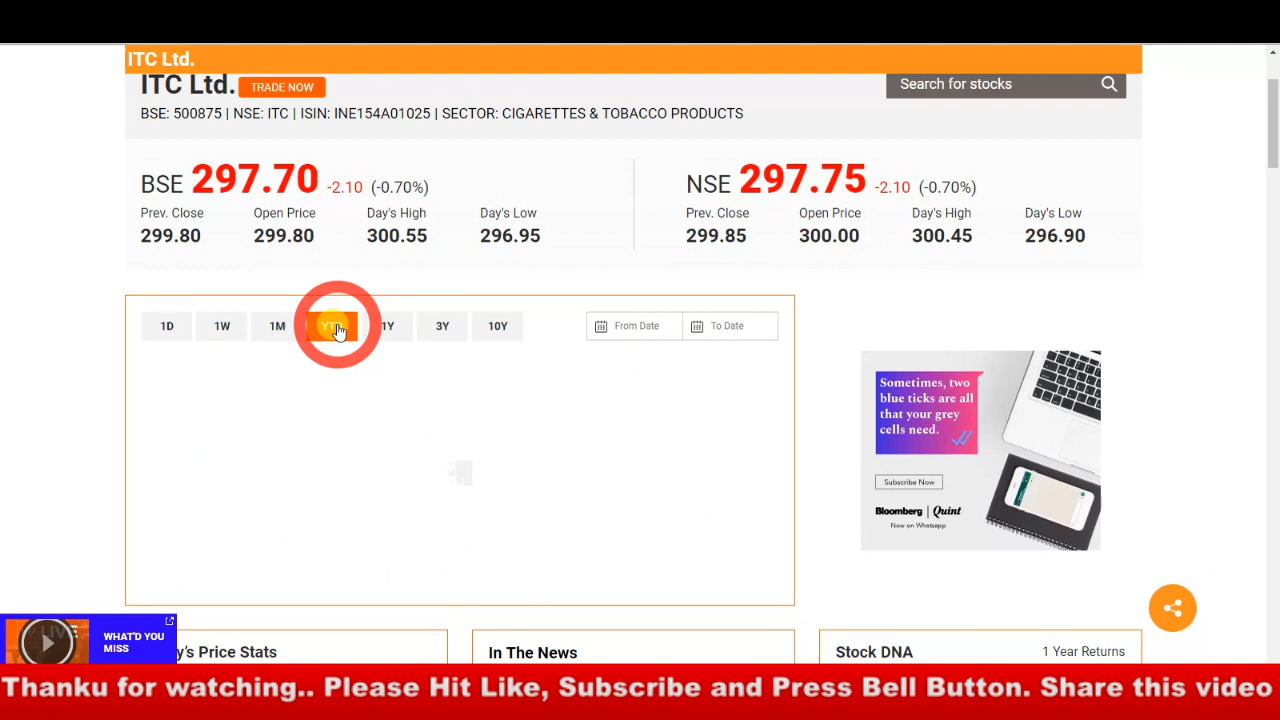 ITC Ltd.
ITC Ltd. TRADE NOW
Search for stocks
BSE: 500875 | NSE: ITC | ISIN: INE154A01025 | SECTOR: CIGARETTES & TOBACCO PRODUCTS
BSE 297.70 -2.10 (-0.70%)
Prev. Close Open Price Day's High Day's Low
299.80 299.80 300.55 296.95
NSE 297.75 -2.10 (-0.70%)
Prev. Close Open Price Day's High Day's Low
299.85 300.00 300.45 296.90
1D 1W 1M YTD 1Y 3Y 10Y From Date To Date
Sometimes, two
blue ticks are all
that your grey
cells need.
Subscribe Now
Bloomberg | Quint
Now on Whatsapp
WHAT'D YOU
MISS
y's Price Stats
In The News
Stock DNA 1 Year Returns
Thanku for watching.. Please Hit Like, Subscribe and Press Bell Button. Share this video